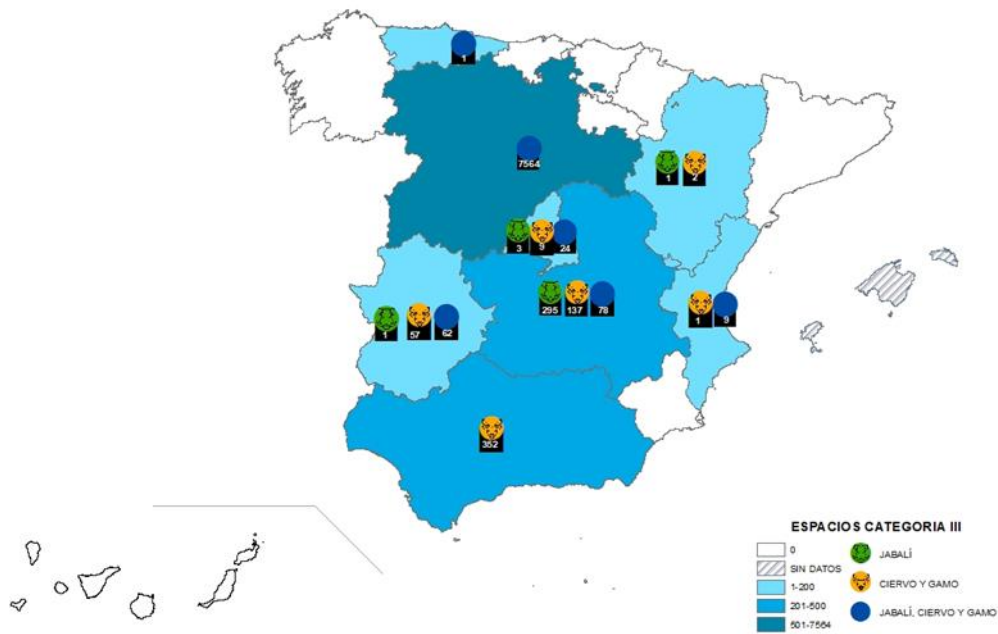 1
7564
1 2
3 9 24
295 137 78
1 57 62
1 9
352
ESPACIOS CATEGORIA III
0
JABALÍ
SIN DATOS
1-200
CIERVO Y GAMO
201-500
JABALÍ, CIERVO Y GAMO
501-7564